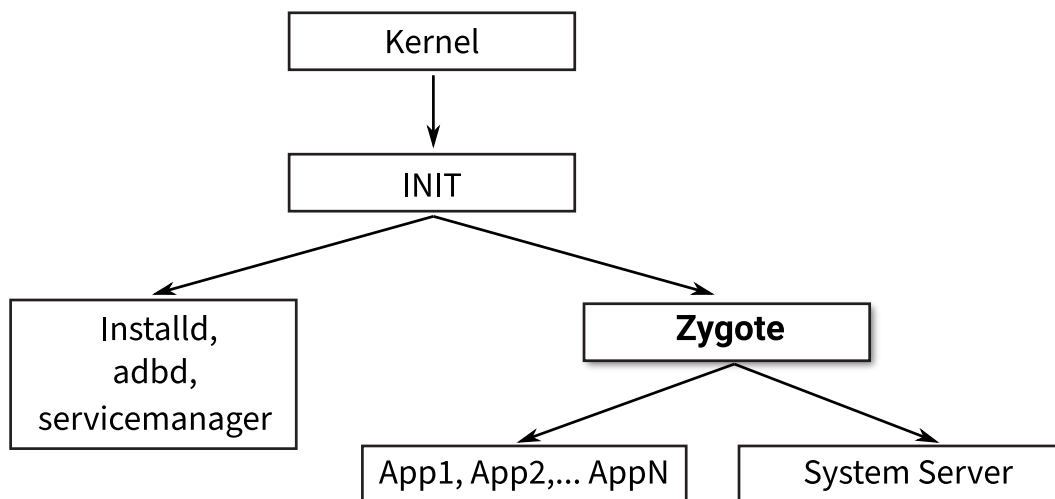 Kernel
INIT
Installd,
adbd,
servicemanager
Zygote
App1, App2,... AppN
System Server